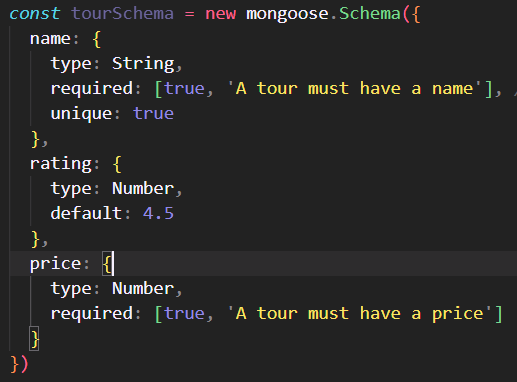 const tourSchema = new mongoose.Schema({
  name: {
    type: String,
    required: [true, 'A tour must have a name'], /
    unique: true
  },
  rating: {
    type: Number,
    default: 4.5
  },
  price: {
    type: Number,
    required: [true, 'A tour must have a price']
  }
})